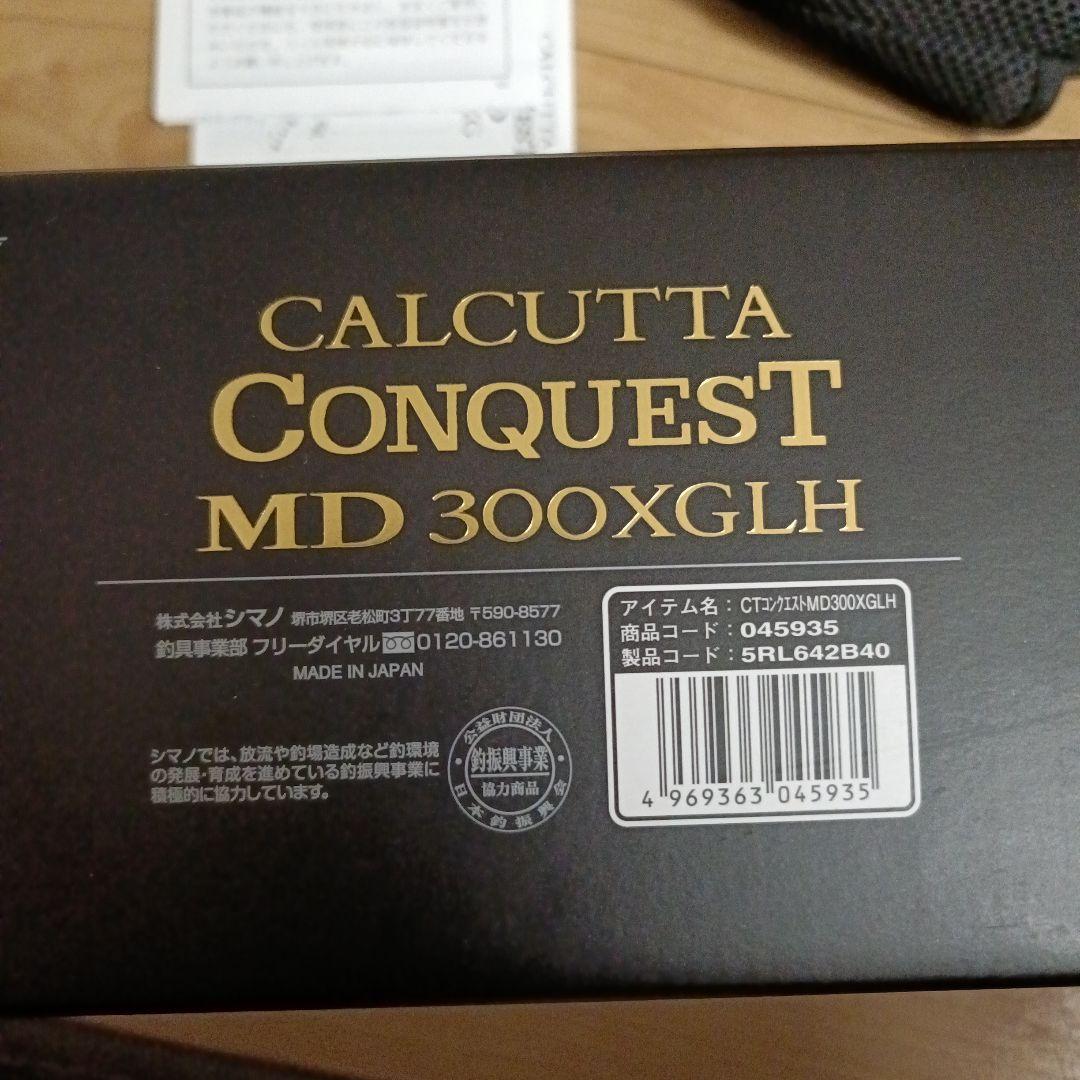 CALCUTTA
CONQUEST
MD 300XGLH
株式会社シマノ 堺市堺区老松町3丁77番地 〒590-8577
釣具事業部 フリーダイヤル 0120-861130
MADE IN JAPAN
シマノでは、放流や釣場造成など釣環境
の発展・育成を進めている釣振興事業に
積極的に協力しています。
公益財団法人
釣振興事業
協力商品
日本釣振興会
アイテム名：CTコンクエストMD300XGLH
商品コード：045935
製品コード：5RL642B40
4 969363 045935